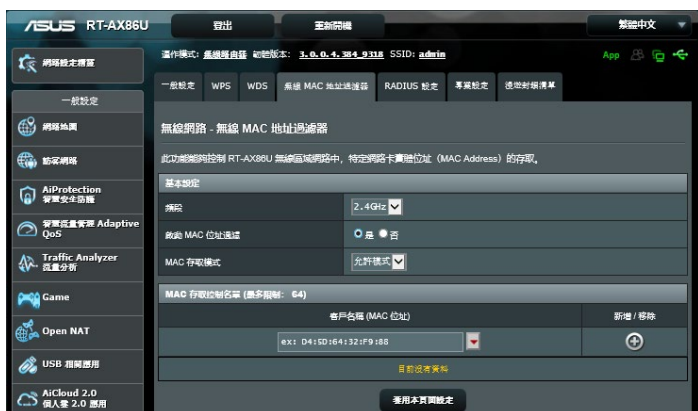 ASUS RT-AX86U
登出
重新開機
繁體中文
網路設定精靈
操作模式: 無線路由器 韌體版本: 3.0.0.4.384_9318 SSID: admin
App
一般設定
WPS
WDS
無線 MAC 地址過濾器
RADIUS 設定
專業設定
漫遊封鎖清單
一般設定
網路地圖
訪客網路
AiProtection
智慧安全防護
智慧流量管理 Adaptive
QoS
Traffic Analyzer
流量分析
Game
Open NAT
USB 相關應用
AiCloud 2.0
個人雲 2.0 應用
無線網路 - 無線 MAC 地址過濾器
此功能能夠控制 RT-AX86U 無線區域網路中，特定網路卡實體位址（MAC Address）的存取。
基本設定
頻段
2.4GHz
啟動 MAC 位址過濾
是 否
MAC 存取模式
允許模式
MAC 存取控制名單 (最多限制: 64)
客戶名稱 (MAC 位址)
新增 / 移除
ex: D4:5D:64:32:F9:88
目前沒有資料
套用本頁面設定